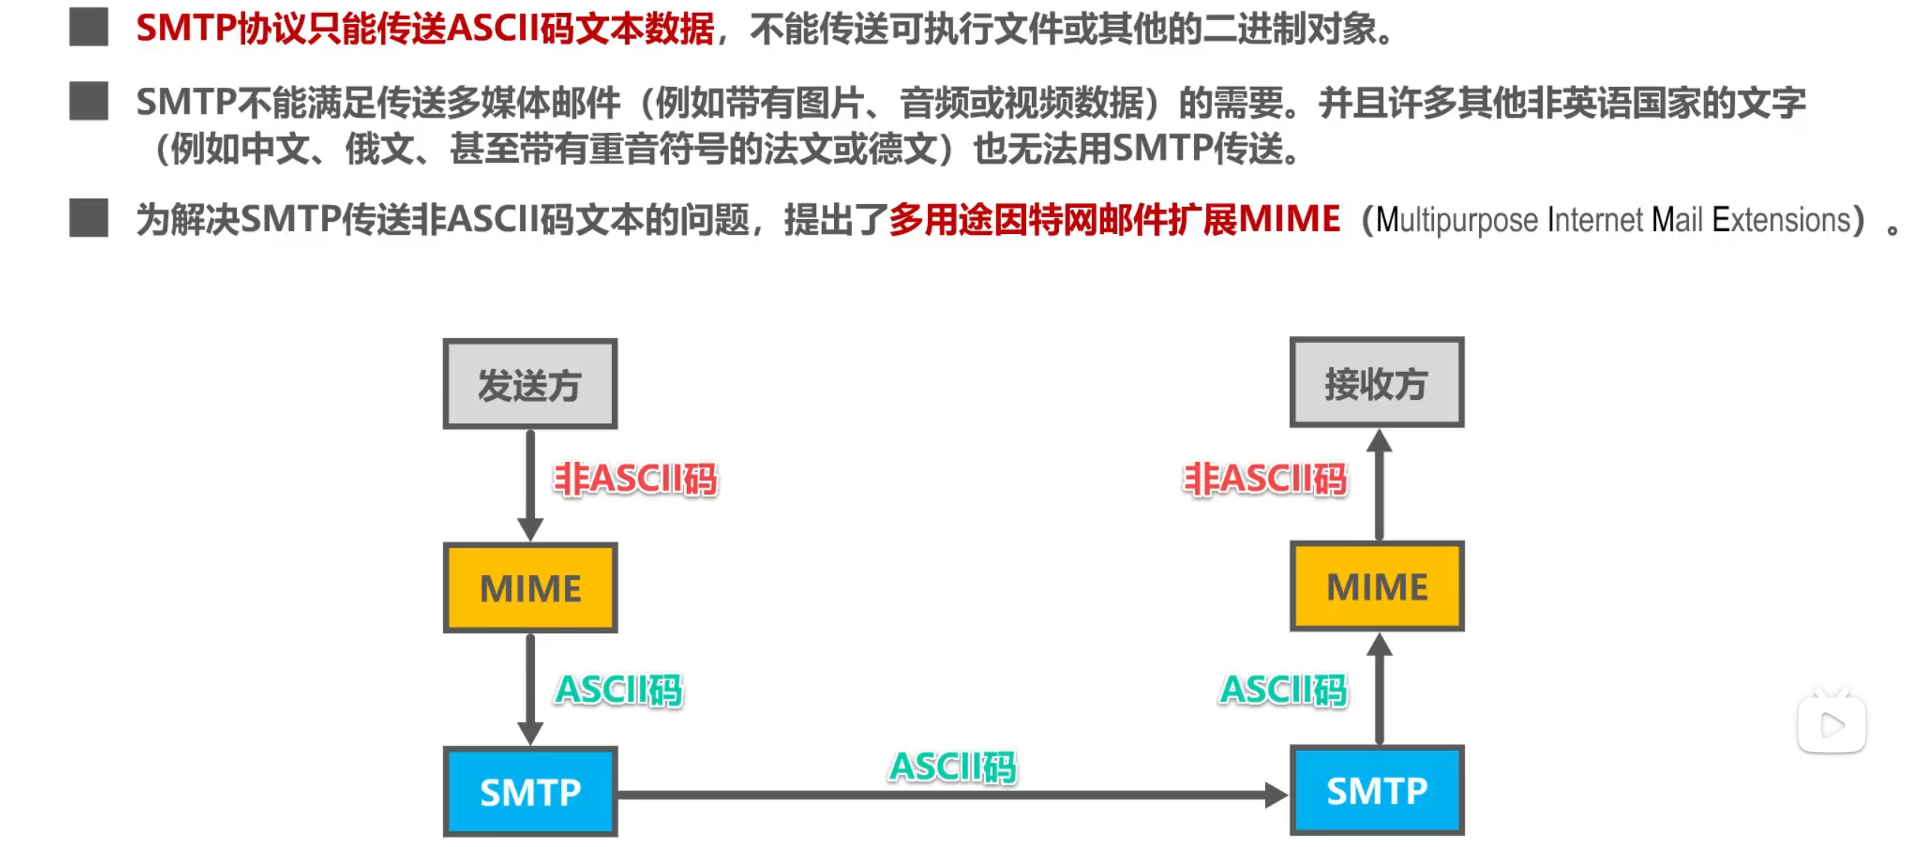 SMTP协议只能传送ASCII码文本数据，不能传送可执行文件或其他的二进制对象。
SMTP不能满足传送多媒体邮件（例如带有图片、音频或视频数据）的需要。并且许多其他非英语国家的文字
（例如中文、俄文、甚至带有重音符号的法文或德文）也无法用SMTP传送。
为解决SMTP传送非ASCII码文本的问题，提出了多用途因特网邮件扩展MIME（Multipurpose Internet Mail Extensions）。
发送方
接收方
非ASCII码
非ASCII码
MIME
MIME
ASCII码
ASCII码
ASCII码
SMTP
SMTP